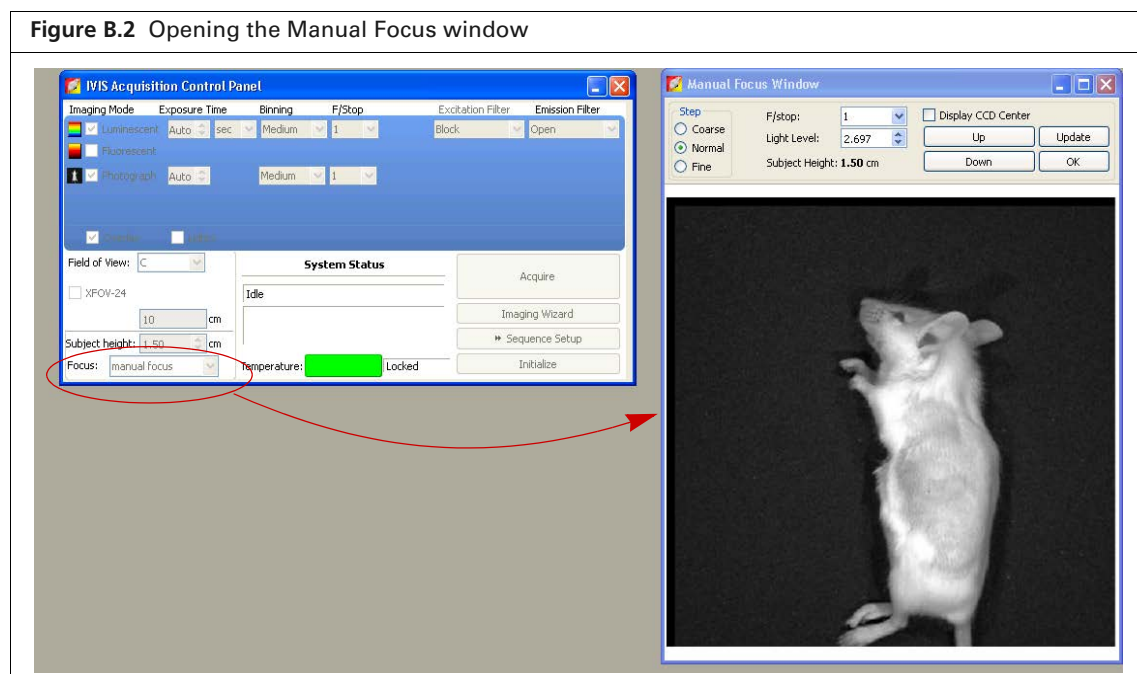 Figure B.2 Opening the Manual Focus window
IVIS Acquisition Control Panel
Imaging Mode Exposure Time Binning F/Stop Excitation Filter Emission Filter
Luminescent Auto sec Medium 1 Block Open
Fluorescent
Photograph Auto Medium 1
Field of View: C
System Status
Acquire
XFOV-24
Idle
10 cm
Imaging Wizard
Subject height: 1.50 cm
Sequence Setup
Focus: manual focus
Temperature: Locked
Initialize
Manual Focus Window
Step
Coarse
Normal
Fine
F/stop: 1
Light Level: 2.697
Subject Height: 1.50 cm
Display CCD Center
Up Update
Down OK